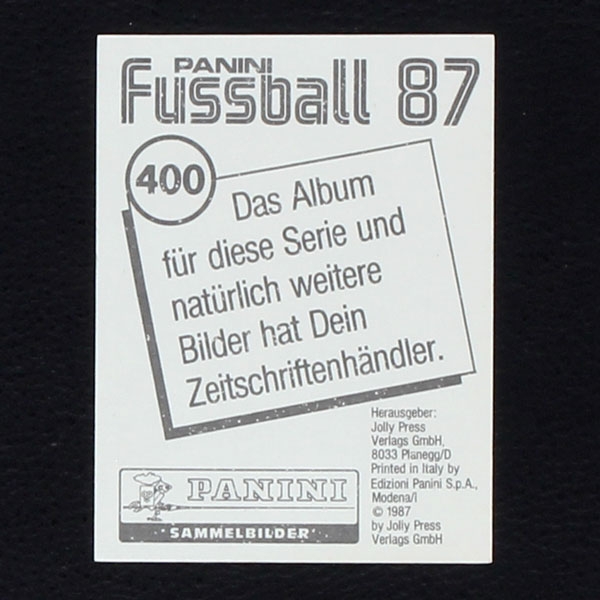 PANINI
Fussball 87
400
Das Album
für diese Serie und
natürlich weitere
Bilder hat Dein
Zeitschriftenhändler.
Herausgeber:
Jolly Press
Verlags GmbH,
8033 Planegg/D
Printed in Italy by
Edizioni Panini S.p.A.,
Modena/I
© 1987
by Jolly Press
Verlags GmbH
PANINI
SAMMELBILDER